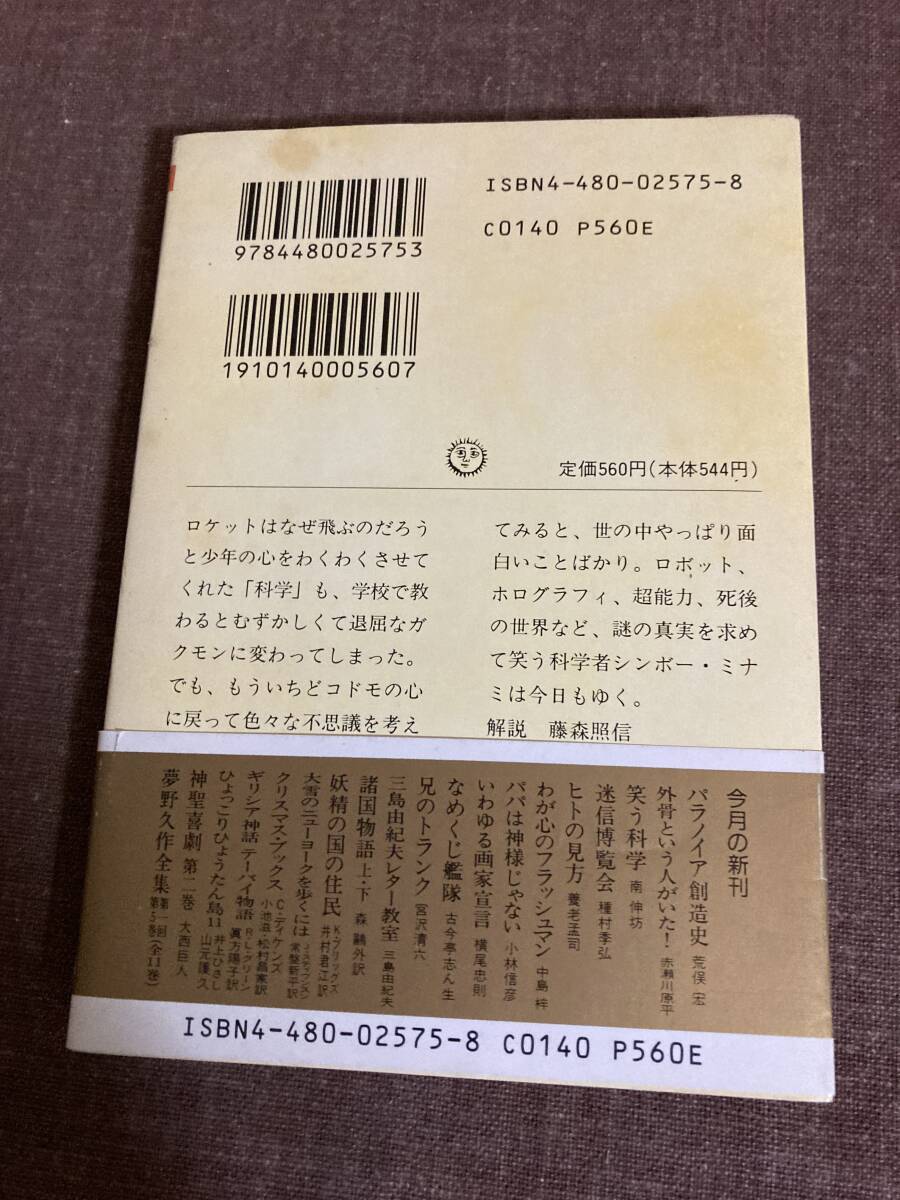 ISBN4-480-02575-8
C0140 P560E
9784480025753
1910140005607
定価560円(本体544円)
ロケットはなぜ飛ぶのだろう
と少年の心をわくわくさせて
くれた「科学」も、学校で教
わるとむずかしくて退屈なガ
クモンに変わってしまった。
でも、もういちどコドモの心
に戻って色々な不思議を考え
てみると、世の中やっぱり面
白いことばかり。ロボット、
ホログラフィ、超能力、死後
の世界など、謎の真実を求め
て笑う科学者シンボー・ミナ
ミは今日もゆく。
解説 藤森照信
今月の新刊
パラノイア創造史 荒俣 宏
外骨という人がいた! 赤瀬川原平
笑う科学 南 伸坊
迷信博覧会 種村季弘
ヒトの見方 養老孟司
わが心のフラッシュマン 中島 梓
パパは神様じゃない 小林信彦
いわゆる画家宣言 横尾忠則
なめくじ艦隊 古今亭志ん生
兄のトランク 宮沢清六
三島由紀夫レター教室 三島由紀夫
諸国物語 上・下 森 鷗外訳
妖精の国の住民 K・ブリッグズ 井村君江訳
大雪のニューヨークを歩くには J・スティヴンスン 常盤新平訳
クリスマス・ブックス C・ディケンズ 小池滋・松村昌家訳
ギリシア神話 テーバイ物語 R・L・グリーン 眞方陽子訳
ひょっこりひょうたん島11 井上ひさし 山元護久
神聖喜劇 第二巻 大西巨人
夢野久作全集 第一回 第5巻(全11巻)
ISBN4-480-02575-8 C0140 P560E